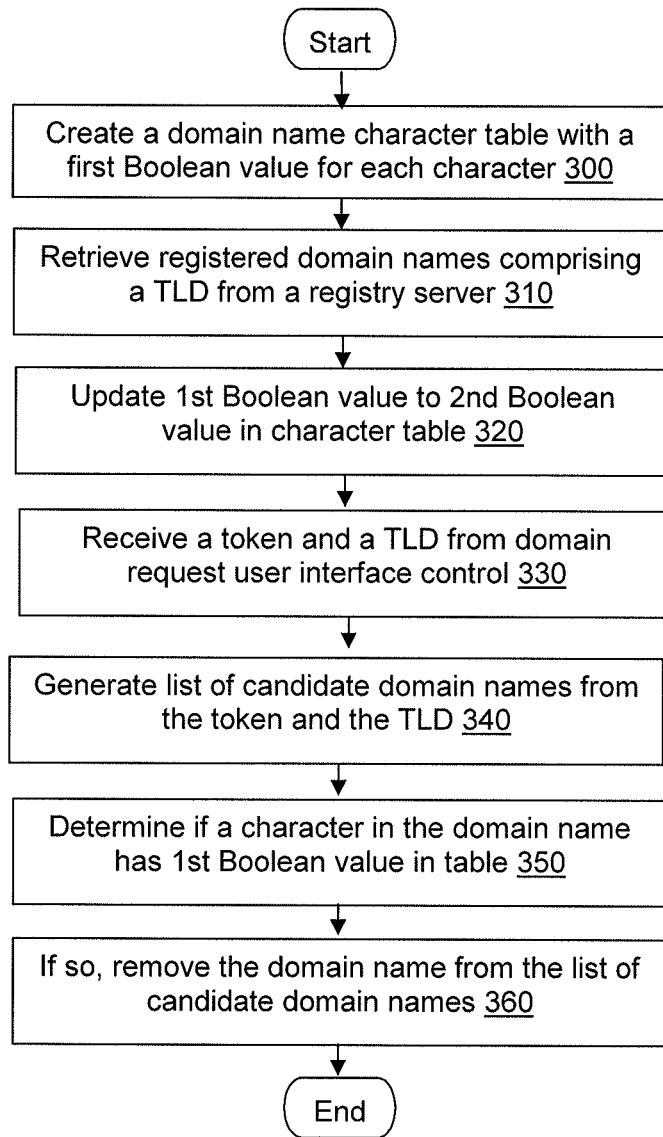 Start
Create a domain name character table with a
first Boolean value for each character 300
Retrieve registered domain names comprising
a TLD from a registry server 310
Update 1st Boolean value to 2nd Boolean
value in character table 320
Receive a token and a TLD from domain
request user interface control 330
Generate list of candidate domain names from
the token and the TLD 340
Determine if a character in the domain name
has 1st Boolean value in table 350
If so, remove the domain name from the list of
candidate domain names 360
End